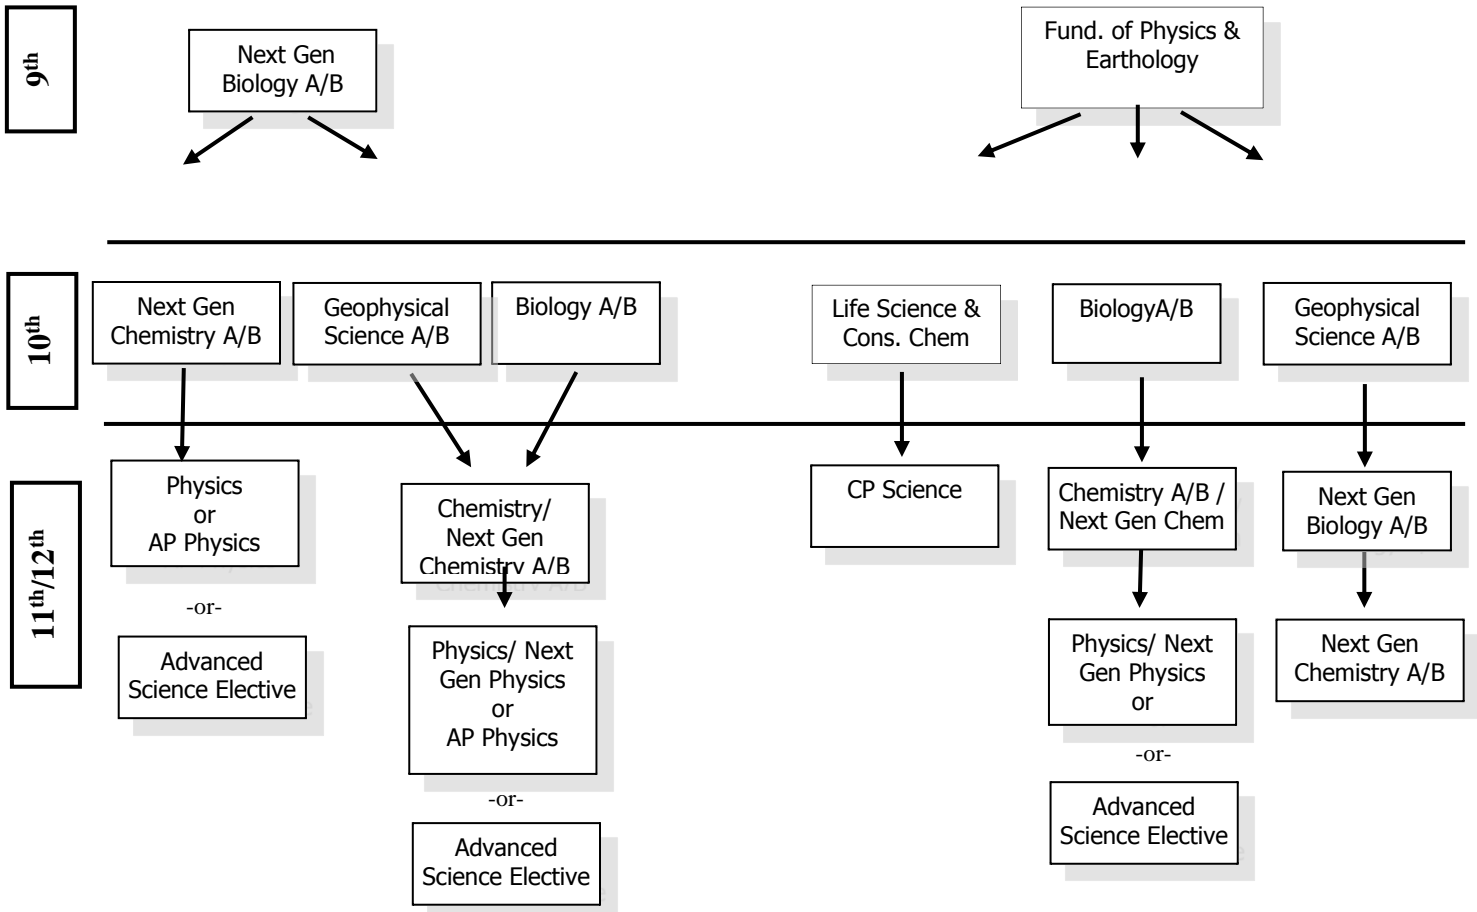 9th
Next Gen
Biology A/B
Fund. of Physics &
Earthology
10th
Next Gen
Chemistry A/B
Geophysical
Science A/B
Biology A/B
Life Science &
Cons. Chem
BiologyA/B
Geophysical
Science A/B
11th/12th
Physics
or
AP Physics
-or-
Advanced
Science Elective
Chemistry/
Next Gen
Chemistry A/B
Physics/ Next
Gen Physics
or
AP Physics
-or-
Advanced
Science Elective
CP Science
Chemistry A/B /
Next Gen Chem
Physics/ Next
Gen Physics
or
-or-
Advanced
Science Elective
Next Gen
Biology A/B
Next Gen
Chemistry A/B